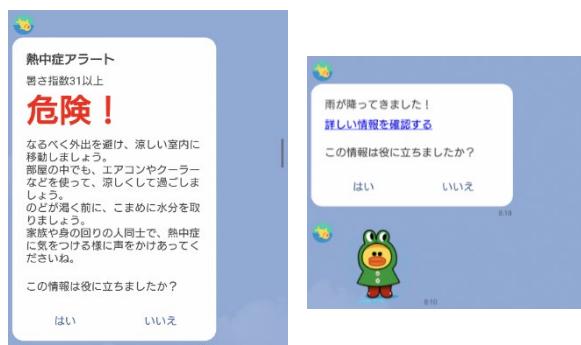 熱中症アラート
暑さ指数31以上
危険！
なるべく外出を避け、涼しい室内に
移動しましょう。
部屋の中でも、エアコンやクーラー
などを使って、涼しくして過ごしま
しょう。
のどが渇く前に、こまめに水分を取
りましょう。
家族や身の回りの人同士で、熱中症
に気をつける様に声をかけあってく
ださいね。
この情報は役に立ちましたか？
はい
いいえ
雨が降ってきました！
詳しい情報を確認する
この情報は役に立ちましたか？
はい
いいえ
8:10